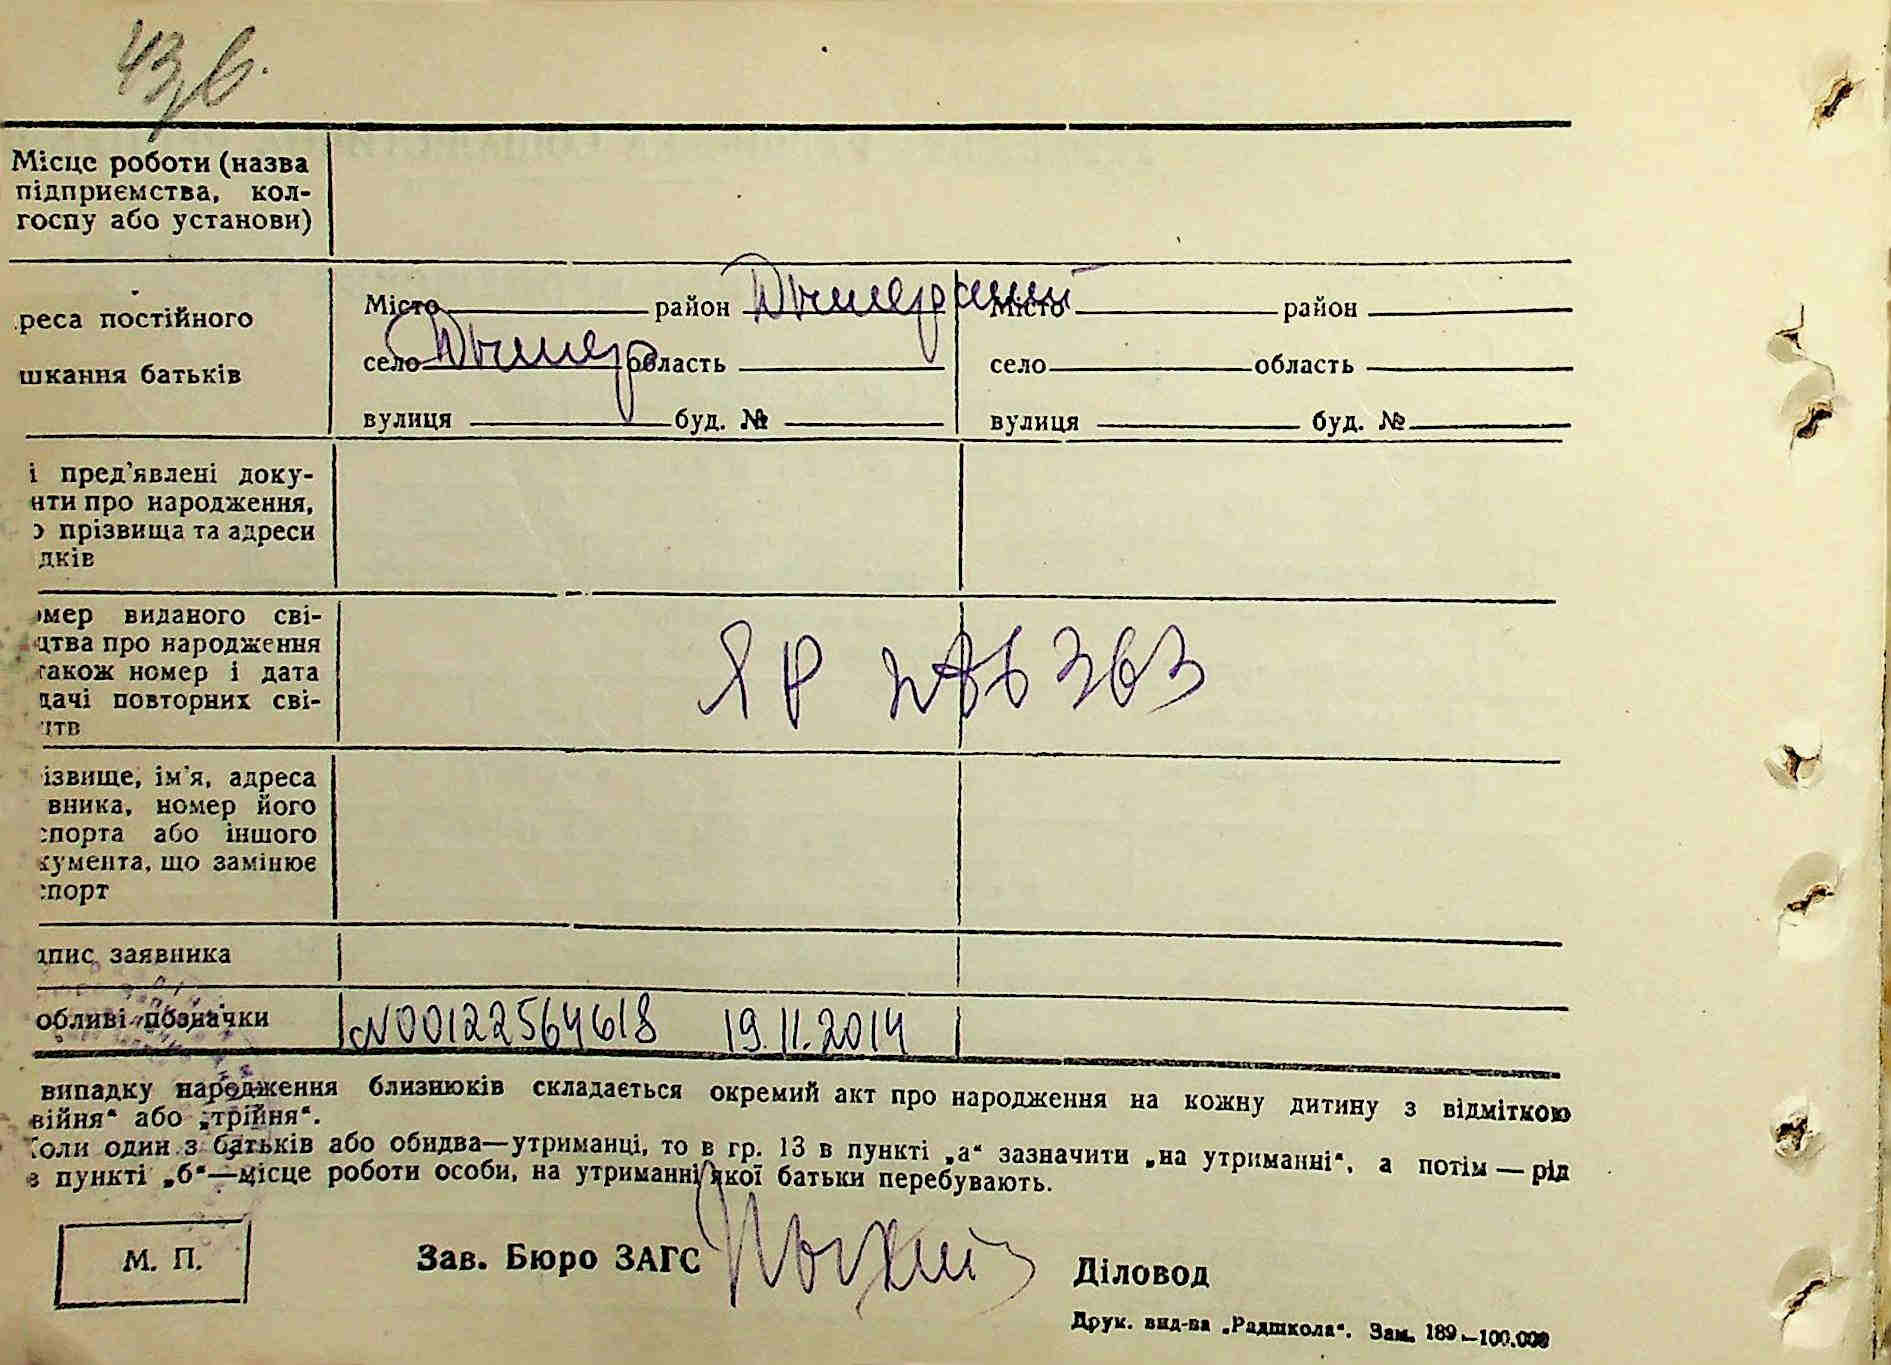 43,6.
Місце роботи (назва
підприємства, кол-
госпу або установи)
реса постійного
шкання батьків
Місто район Дымерський Місто район
село Дымер область село область
вулиця буд. № вулиця буд. №
і пред'явлені доку-
нти про народження,
о прізвища та адреси
дків
омер виданого сві-
цтва про народження
також номер і дата
дачі повторних сві-
цтв
ЯР 286363
ізвище, ім'я, адреса
вника, номер його
спорта або іншого
кумента, що замінює
спорт
дпис заявника
обливі позначки
N00122564618 19.11.2014
випадку народження близнюків складається окремий акт про народження на кожну дитину з відміткою
війня“ або „трійня“.
Коли один з батьків або обидва—утриманці, то в гр. 13 в пункті „а“ зазначити „на утриманні“, а потім — рід
в пункті „б“—місце роботи особи, на утриманні якої батьки перебувають.
М. П.
Зав. Бюро ЗАГС
Діловод
Друк. вид-ва „Радшкола“. Зам. 189—100.000